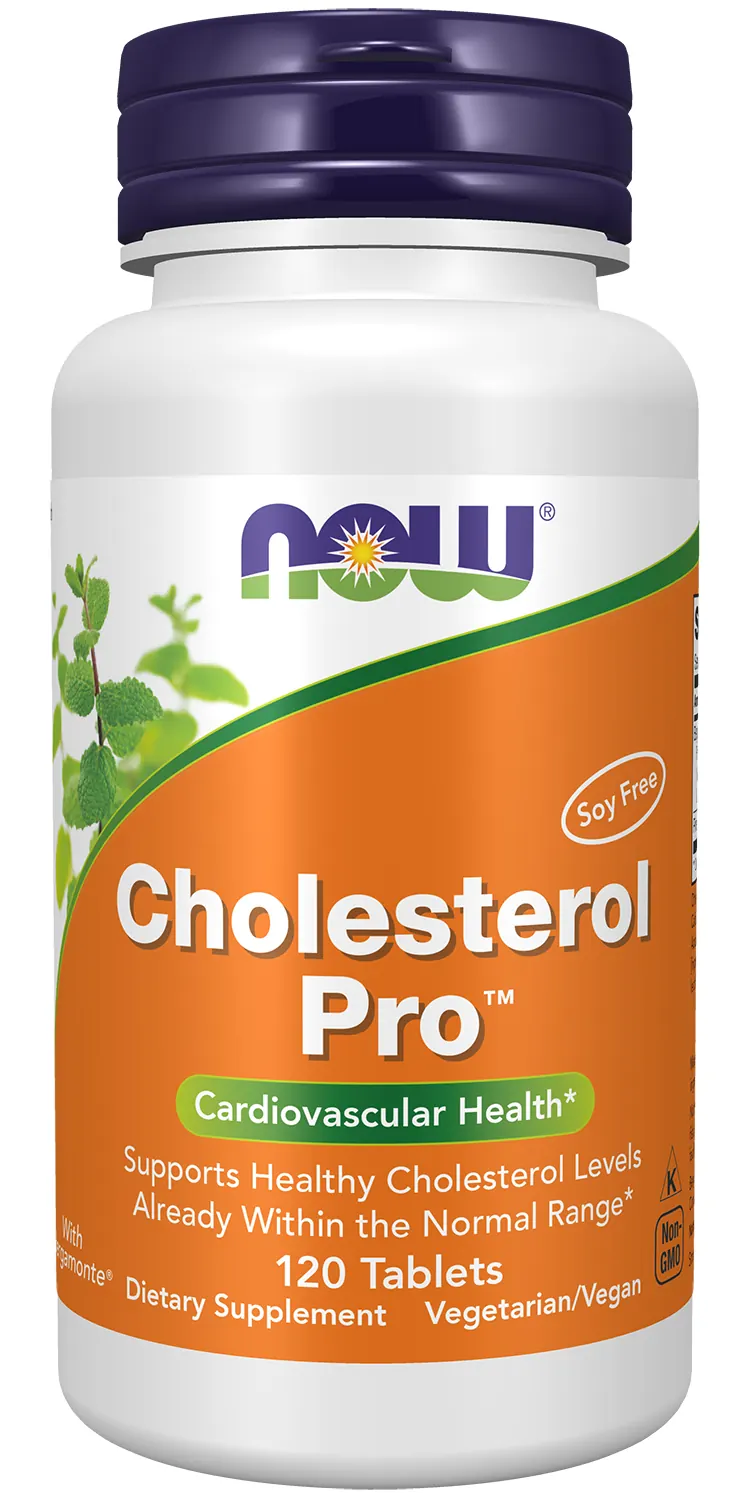 NOW®
Soy Free
Cholesterol
Pro™
Cardiovascular Health*
Supports Healthy Cholesterol Levels
Already Within the Normal Range*
120 Tablets
Dietary Supplement
Vegetarian/Vegan
With
K
Non-
GMO